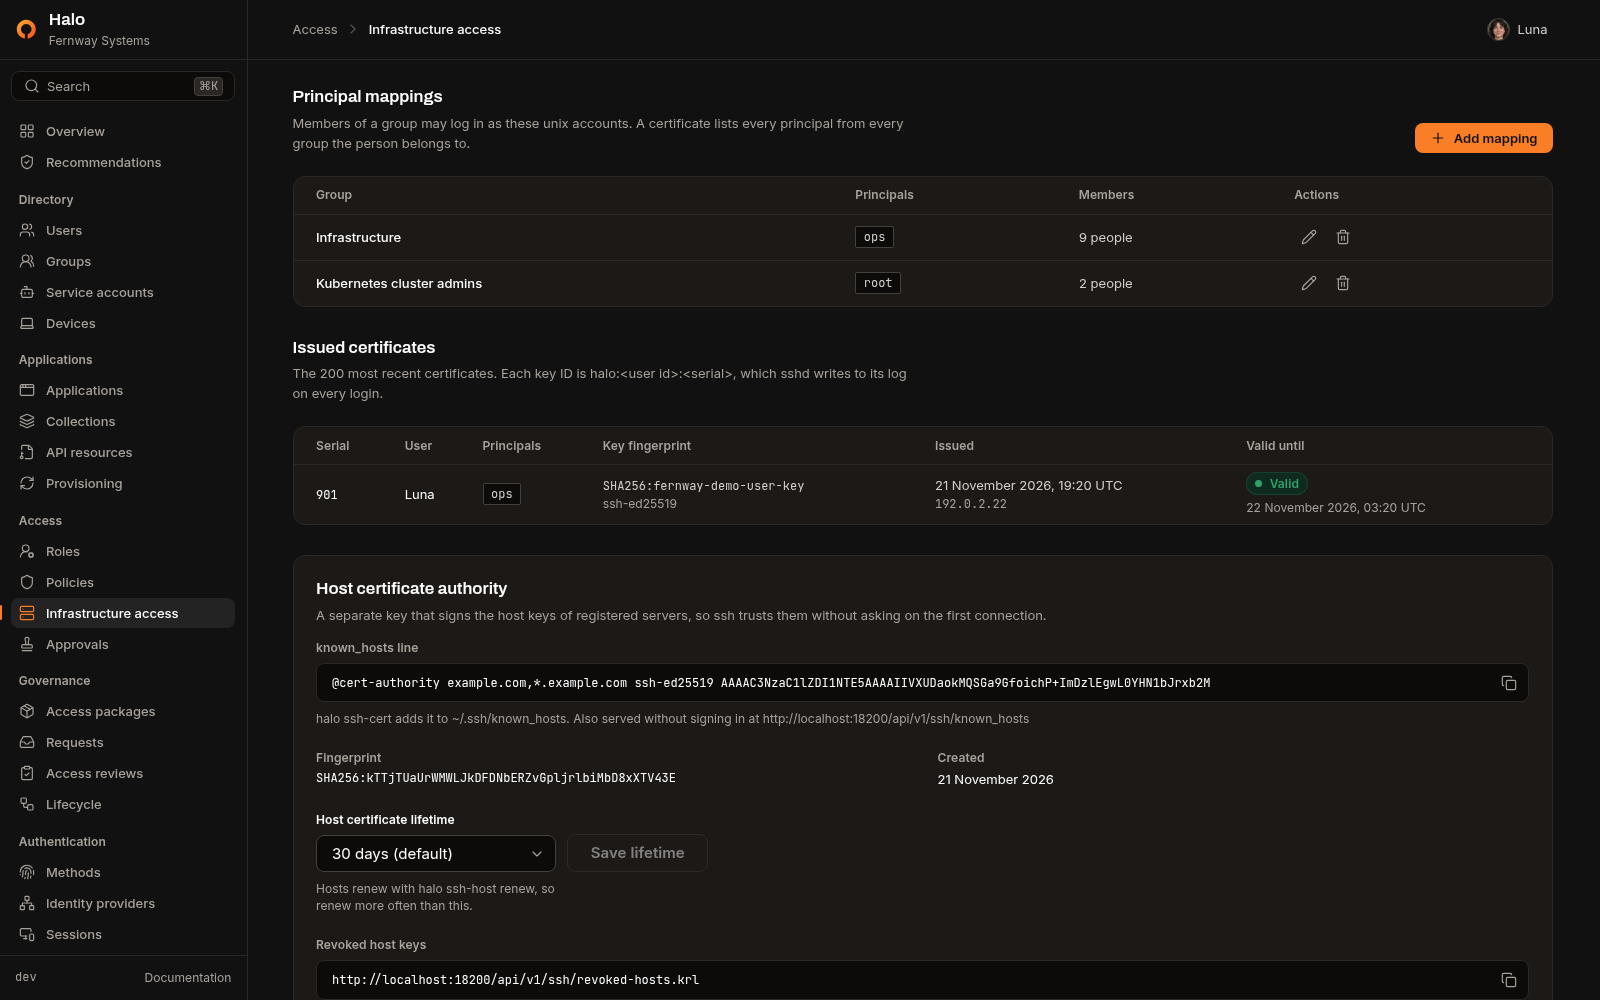 Halo
Fernway Systems
Search
⌘K
Overview
Recommendations
Directory
Users
Groups
Service accounts
Devices
Applications
Applications
Collections
API resources
Provisioning
Access
Roles
Policies
Infrastructure access
Approvals
Governance
Access packages
Requests
Access reviews
Lifecycle
Authentication
Methods
Identity providers
Sessions
dev
Documentation
Access
Infrastructure access
Luna
Principal mappings
Members of a group may log in as these unix accounts. A certificate lists every principal from every
group the person belongs to.
Add mapping
Group Principals Members Actions
Infrastructure ops 9 people
Kubernetes cluster admins root 2 people
Issued certificates
The 200 most recent certificates. Each key ID is halo:<user id>:<serial>, which sshd writes to its log
on every login.
Serial User Principals Key fingerprint Issued Valid until
901 Luna ops SHA256:fernway-demo-user-key 21 November 2026, 19:20 UTC Valid
ssh-ed25519 192.0.2.22 22 November 2026, 03:20 UTC
Host certificate authority
A separate key that signs the host keys of registered servers, so ssh trusts them without asking on the first connection.
known_hosts line
@cert-authority example.com,*.example.com ssh-ed25519 AAAAC3NzaC1lZDI1NTE5AAAAIIVXUDaokMQSGa9GfoichP+ImDzlEgwL0YHN1bJrxb2M
halo ssh-cert adds it to ~/.ssh/known_hosts. Also served without signing in at http://localhost:18200/api/v1/ssh/known_hosts
Fingerprint Created
SHA256:kTTjTUaUrWMWLJkDFDNbERZvGpljrlbiMbD8xXTV43E 21 November 2026
Host certificate lifetime
30 days (default) Save lifetime
Hosts renew with halo ssh-host renew, so
renew more often than this.
Revoked host keys
http://localhost:18200/api/v1/ssh/revoked-hosts.krl